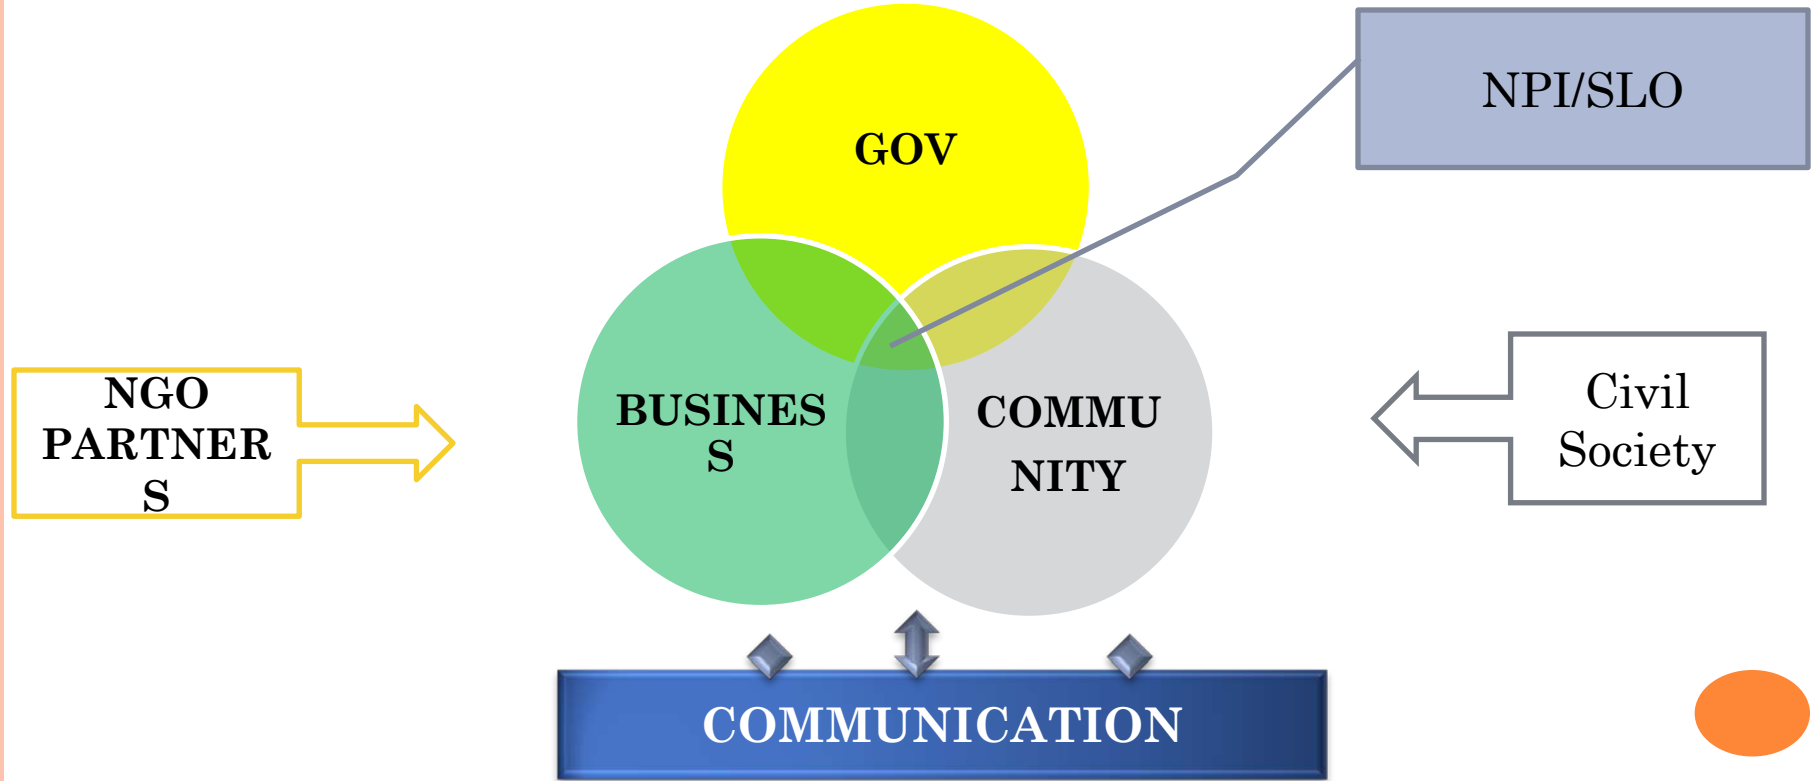 GOV
NPI/SLO
NGO
PARTNER
S
BUSINES
S
COMMU
NITY
Civil
Society
COMMUNICATION